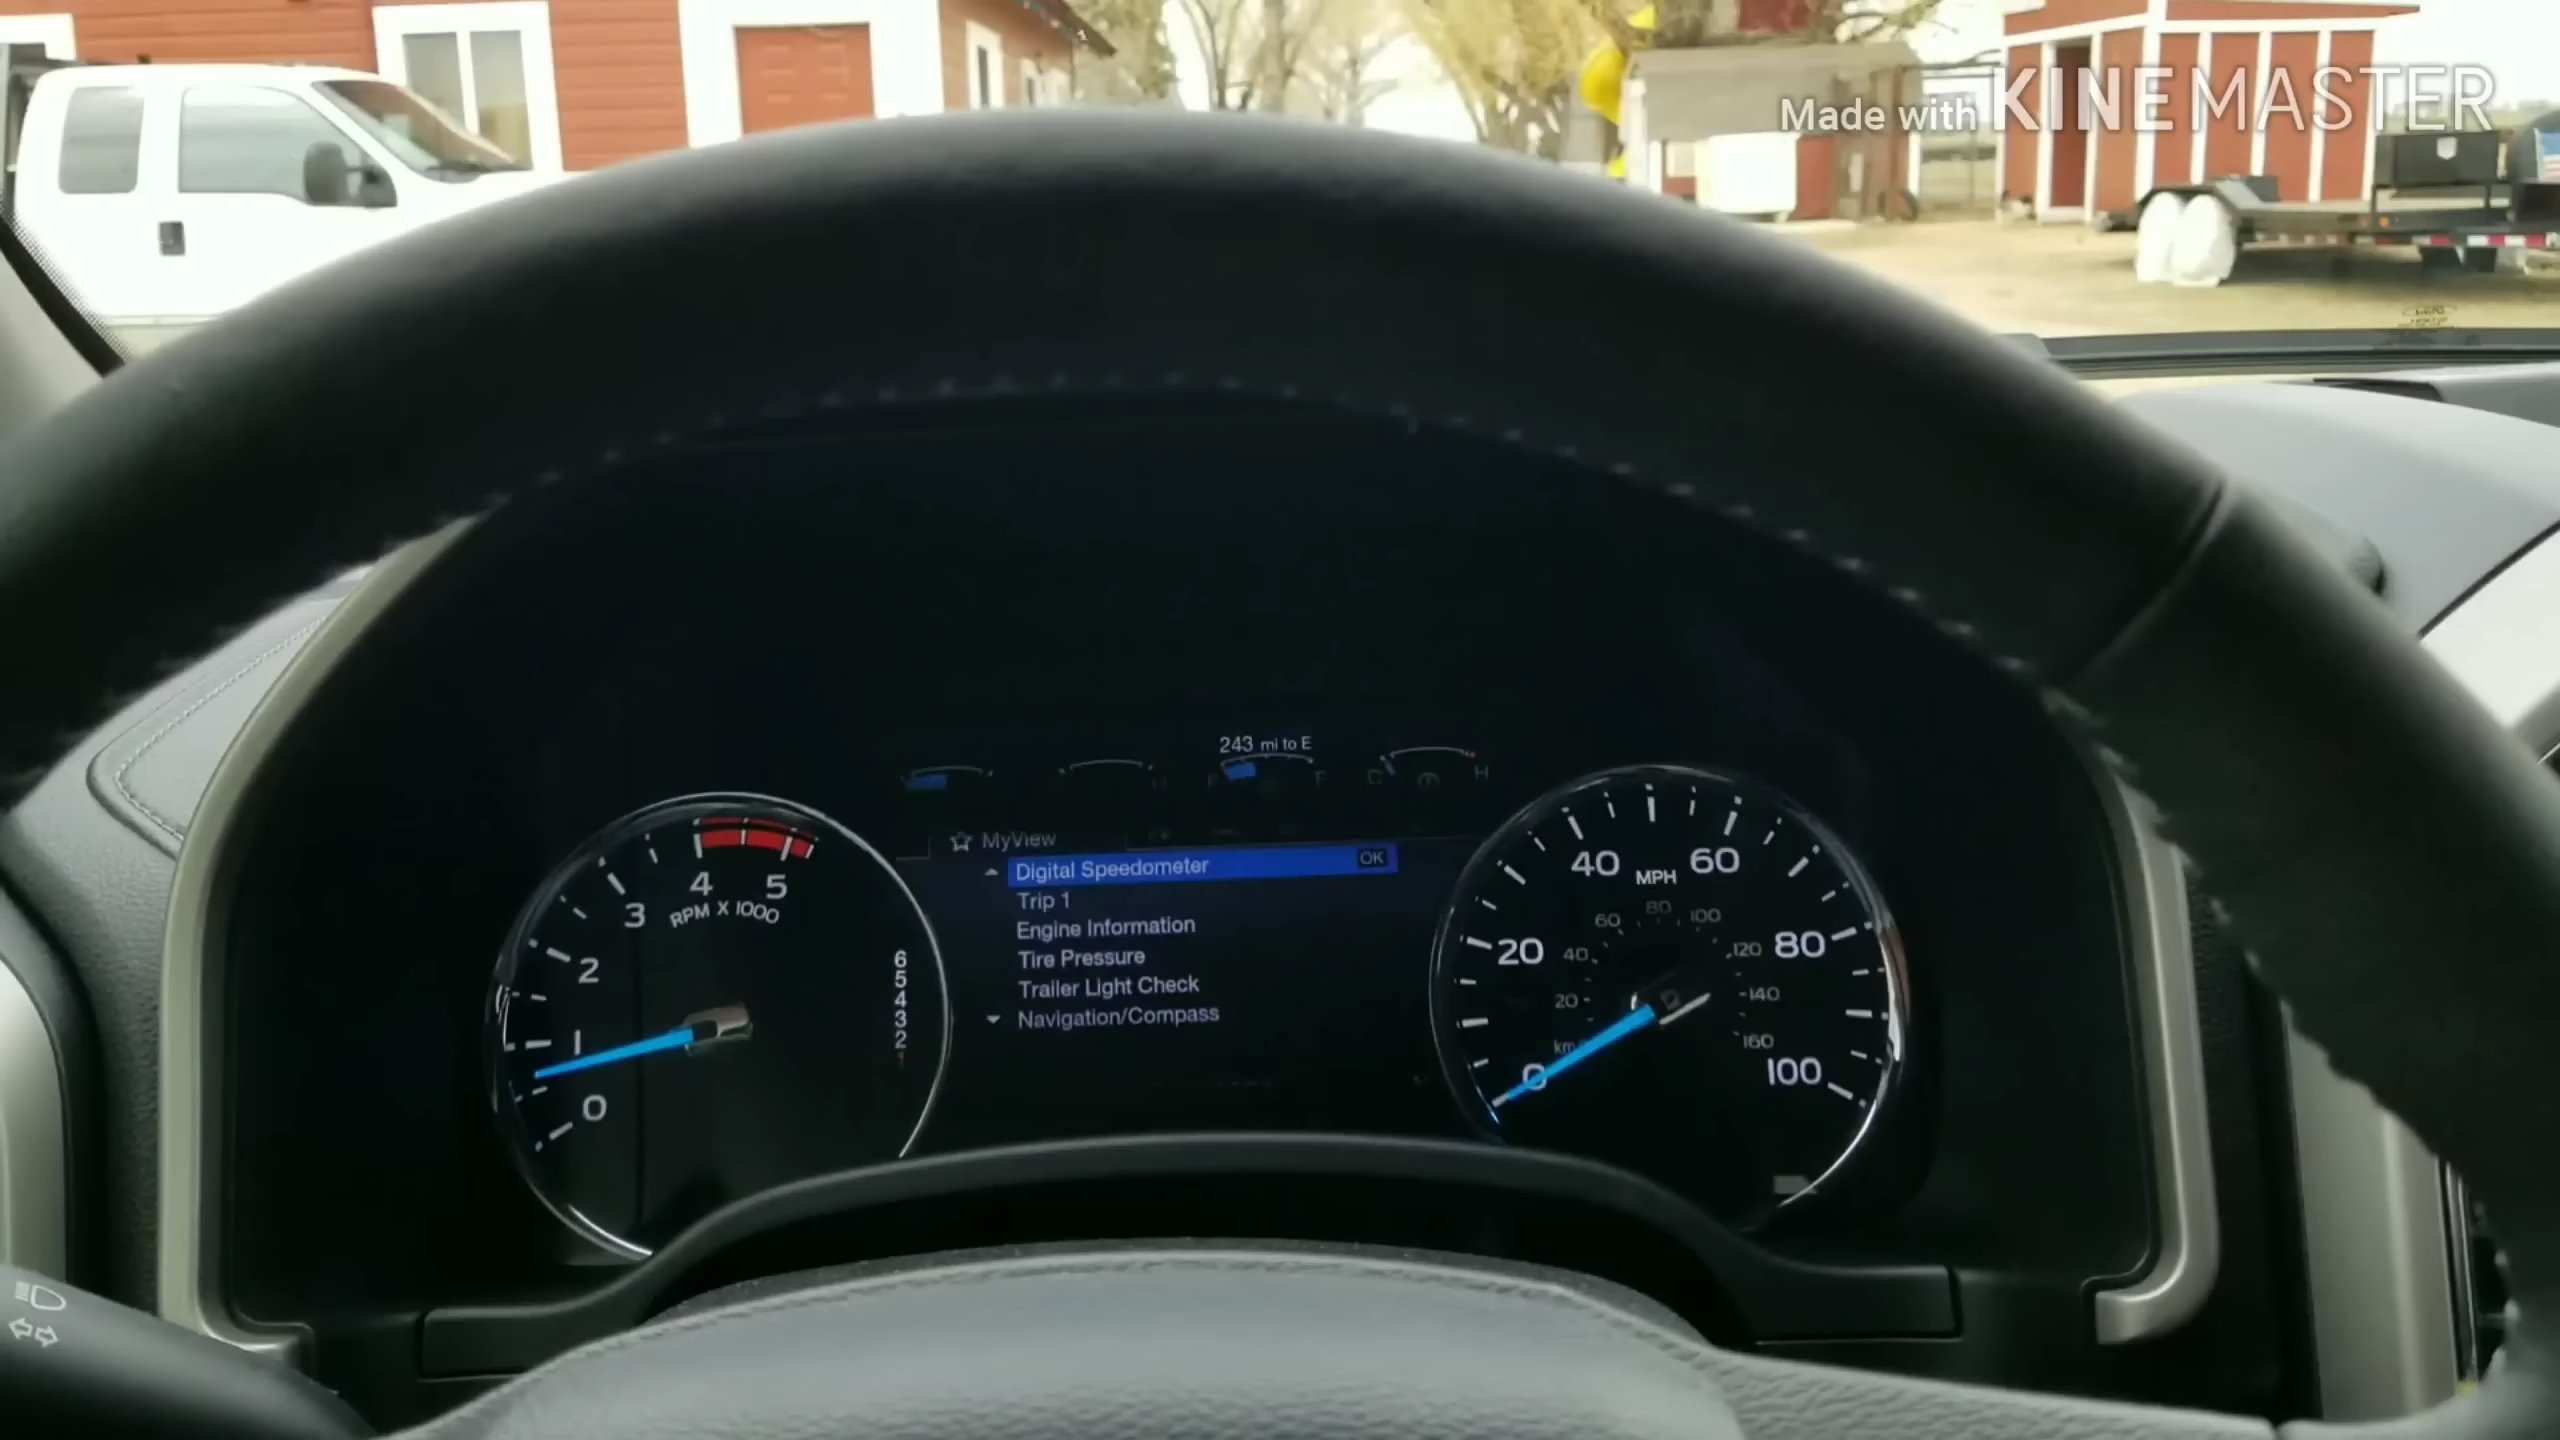 Made with KINEMASTER
243 mi to E
E F C H
H
MyView
Digital Speedometer OK
Trip 1
Engine Information
Tire Pressure
Trailer Light Check
Navigation/Compass
0 1 2 3 4 5
RPM X 1000
6
5
4
3
2
0 20 40 60 80 100
MPH
20 40 60 80 100 120 140 160